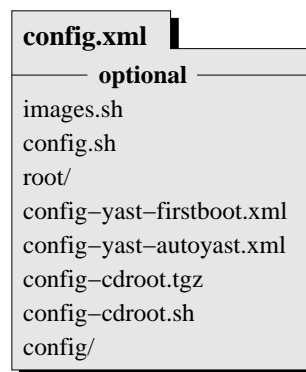 config.xml
optional
images.sh
config.sh
root/
config−yast−firstboot.xml
config−yast−autoyast.xml
config−cdroot.tgz
config−cdroot.sh
config/